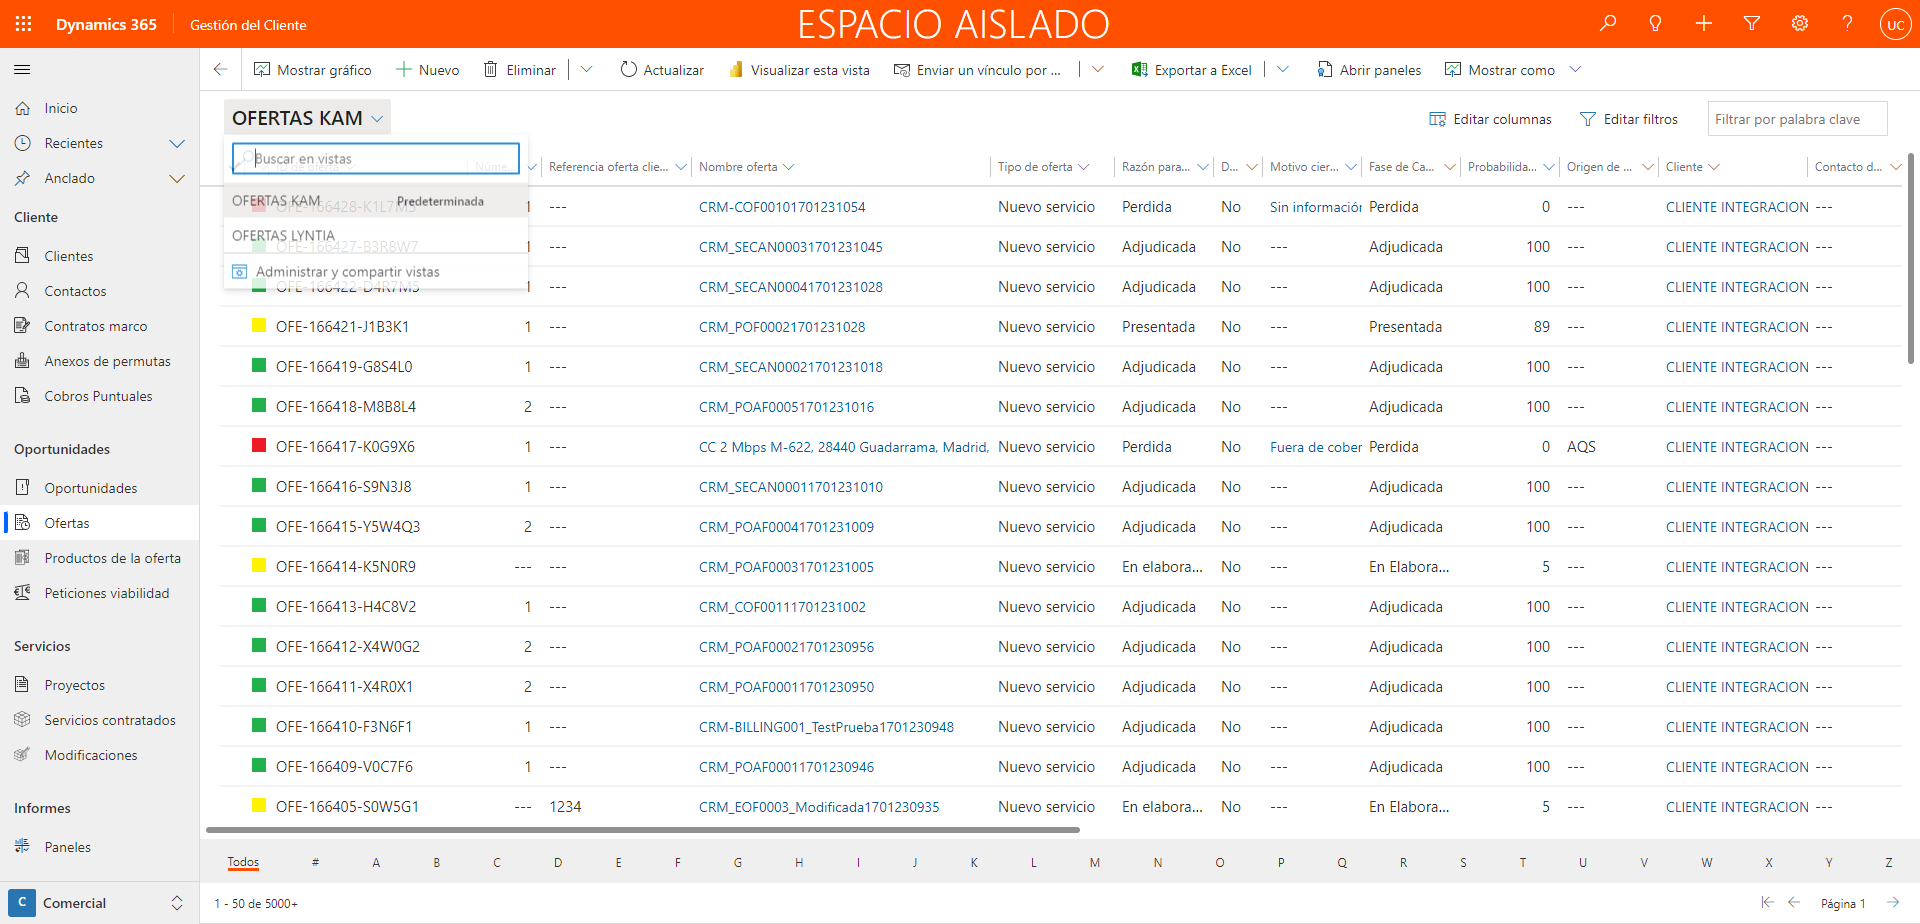 Dynamics 365 Gestión del Cliente ESPACIO AISLADO UC
Mostrar gráfico Nuevo Eliminar Actualizar Visualizar esta vista Enviar un vínculo por ... Exportar a Excel Abrir paneles Mostrar como
Inicio
Recientes
Anclado
Cliente
Clientes
Contactos
Contratos marco
Anexos de permutas
Cobros Puntuales
Oportunidades
Oportunidades
Ofertas
Productos de la oferta
Peticiones viabilidad
Servicios
Proyectos
Servicios contratados
Modificaciones
Informes
Paneles
C Comercial
OFERTAS KAM Editar columnas Editar filtros Filtrar por palabra clave
Buscar en vistas
OFERTAS KAM Predeterminada
OFERTAS LYNTIA
Administrar y compartir vistas
ID de oferta Núme... Referencia oferta clie... Nombre oferta Tipo de oferta Razón para... D... Motivo cier... Fase de Ca... Probabilida... Origen de ... Cliente Contacto d...
OFE-166428-K1L7M5 1 --- CRM-COF00101701231054 Nuevo servicio Perdida No Sin información Perdida 0 --- CLIENTE INTEGRACION ---
OFE-166427-B3R8W7 1 --- CRM_SECAN00031701231045 Nuevo servicio Adjudicada No --- Adjudicada 100 --- CLIENTE INTEGRACION ---
OFE-166422-D4R7M5 1 --- CRM_SECAN00041701231028 Nuevo servicio Adjudicada No --- Adjudicada 100 --- CLIENTE INTEGRACION ---
OFE-166421-J1B3K1 1 --- CRM_POF00021701231028 Nuevo servicio Presentada No --- Presentada 89 --- CLIENTE INTEGRACION ---
OFE-166419-G8S4L0 1 --- CRM_SECAN00021701231018 Nuevo servicio Adjudicada No --- Adjudicada 100 --- CLIENTE INTEGRACION ---
OFE-166418-M8B8L4 2 --- CRM_POAF00051701231016 Nuevo servicio Adjudicada No --- Adjudicada 100 --- CLIENTE INTEGRACION ---
OFE-166417-K0G9X6 1 --- CC 2 Mbps M-622, 28440 Guadarrama, Madrid, Nuevo servicio Perdida No Fuera de cober Perdida 0 AQS CLIENTE INTEGRACION ---
OFE-166416-S9N3J8 1 --- CRM_SECAN00011701231010 Nuevo servicio Adjudicada No --- Adjudicada 100 --- CLIENTE INTEGRACION ---
OFE-166415-Y5W4Q3 2 --- CRM_POAF00041701231009 Nuevo servicio Adjudicada No --- Adjudicada 100 --- CLIENTE INTEGRACION ---
OFE-166414-K5N0R9 --- --- CRM_POAF00031701231005 Nuevo servicio En elabora... No --- En Elabora... 5 --- CLIENTE INTEGRACION ---
OFE-166413-H4C8V2 1 --- CRM_COF00111701231002 Nuevo servicio Adjudicada No --- Adjudicada 100 --- CLIENTE INTEGRACION ---
OFE-166412-X4W0G2 2 --- CRM_POAF00021701230956 Nuevo servicio Adjudicada No --- Adjudicada 100 --- CLIENTE INTEGRACION ---
OFE-166411-X4R0X1 2 --- CRM_POAF00011701230950 Nuevo servicio Adjudicada No --- Adjudicada 100 --- CLIENTE INTEGRACION ---
OFE-166410-F3N6F1 1 --- CRM-BILLING001_TestPrueba1701230948 Nuevo servicio Adjudicada No --- Adjudicada 100 --- CLIENTE INTEGRACION ---
OFE-166409-V0C7F6 1 --- CRM_POAF00011701230946 Nuevo servicio Adjudicada No --- Adjudicada 100 --- CLIENTE INTEGRACION ---
OFE-166405-S0W5G1 --- 1234 CRM_EOF0003_Modificada1701230935 Nuevo servicio En elabora... No --- En Elabora... 5 --- CLIENTE INTEGRACION ---
Todos # A B C D E F G H I J K L M N O P Q R S T U V W X Y Z
1 - 50 de 5000+ Página 1